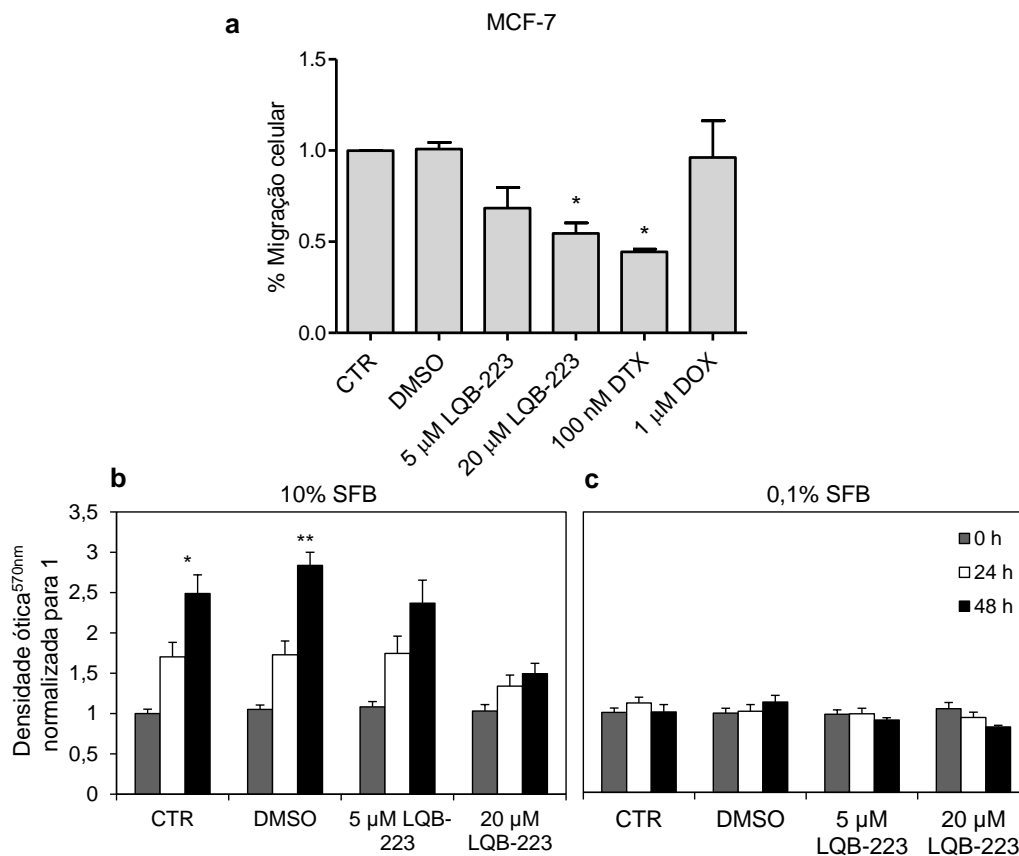 a
MCF-7
% Migração celular
1.5
1.0
0.5
0.0
*
*
CTR
DMSO
5 µM LQB-223
20 µM LQB-223
100 nM DTX
1 µM DOX
b
10% SFB
Densidade ótica570nm
normalizada para 1
3,5
3
2,5
2
1,5
1
0,5
0
*
**
CTR
DMSO
5 µM LQB-
223
20 µM
LQB-223
c
0,1% SFB
0 h
24 h
48 h
CTR
DMSO
5 µM
LQB-223
20 µM
LQB-223